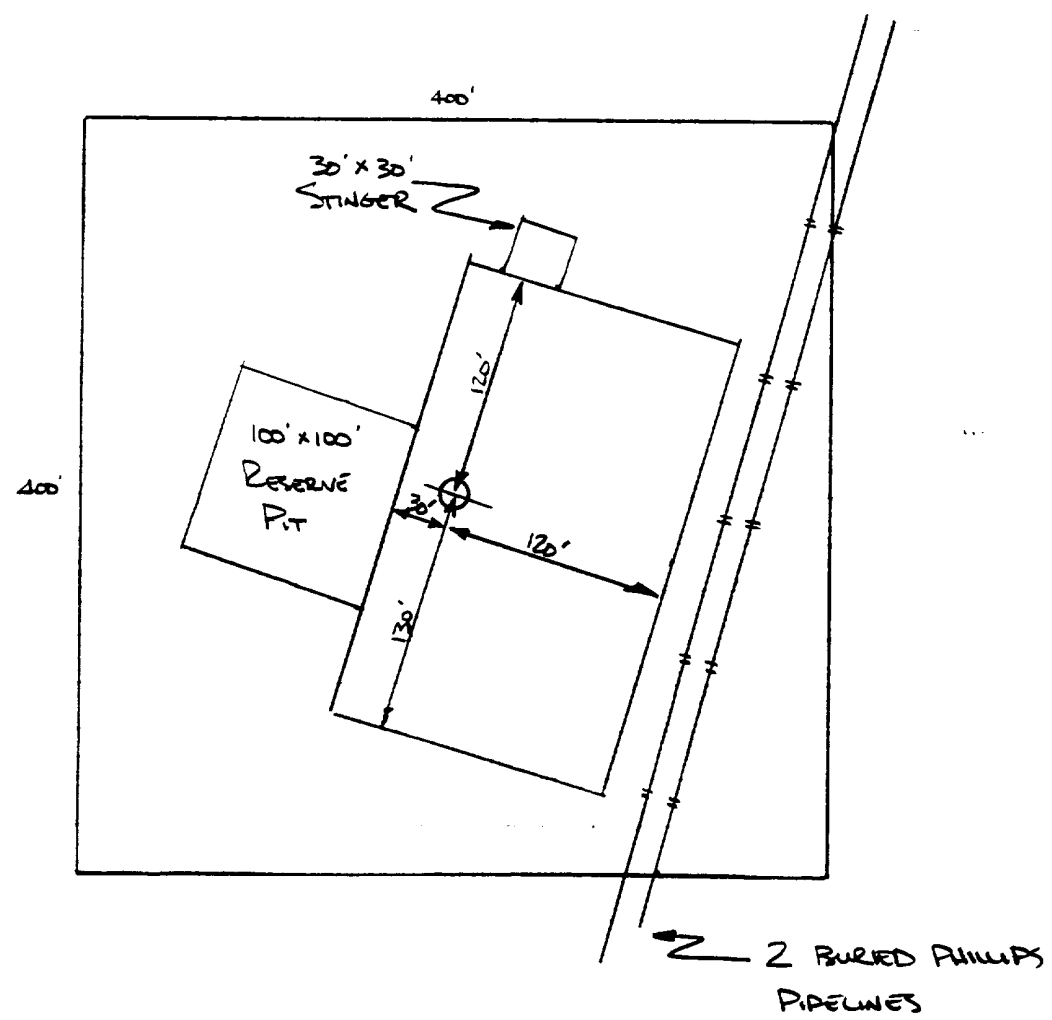 400'
30' x 30'
STINGER
120'
100' x 100'
RESERVE
PIT
400'
30'
120'
130'
2 BURIED PHILLIPS
PIPELINES